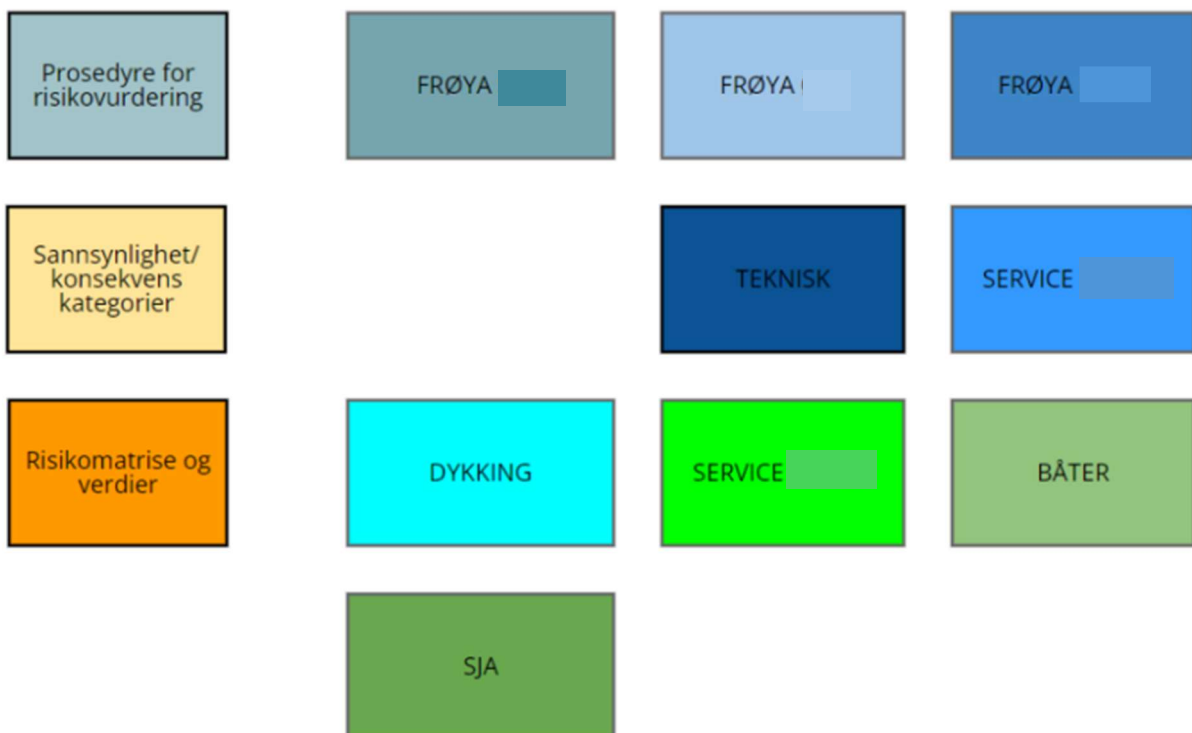 Prosedyre for
risikovurdering
FRØYA
FRØYA
FRØYA
Sannsynlighet/
konsekvens
kategorier
TEKNISK
SERVICE
Risikomatrise og
verdier
DYKKING
SERVICE
BÅTER
SJA